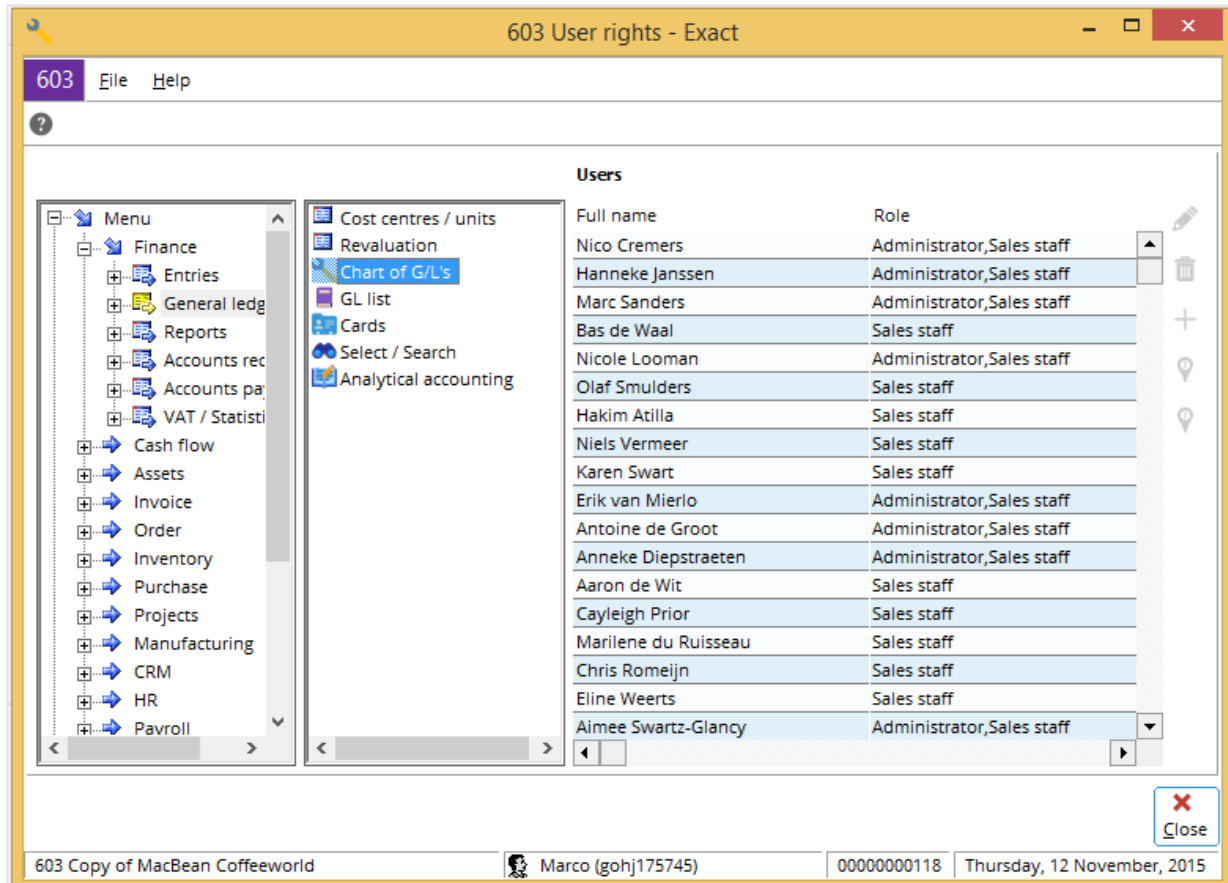 603 User rights - Exact
603 File Help
Users
Menu
Finance
Entries
General ledg
Reports
Accounts rec
Accounts pa
VAT / Statisti
Cash flow
Assets
Invoice
Order
Inventory
Purchase
Projects
Manufacturing
CRM
HR
Payroll
Cost centres / units
Revaluation
Chart of G/L's
GL list
Cards
Select / Search
Analytical accounting
Full name Role
Nico Cremers Administrator,Sales staff
Hanneke Janssen Administrator,Sales staff
Marc Sanders Administrator,Sales staff
Bas de Waal Sales staff
Nicole Looman Administrator,Sales staff
Olaf Smulders Sales staff
Hakim Atilla Sales staff
Niels Vermeer Sales staff
Karen Swart Sales staff
Erik van Mierlo Administrator,Sales staff
Antoine de Groot Administrator,Sales staff
Anneke Diepstraeten Administrator,Sales staff
Aaron de Wit Sales staff
Cayleigh Prior Sales staff
Marilene du Ruisseau Sales staff
Chris Romeijn Sales staff
Eline Weerts Sales staff
Aimee Swartz-Glancy Administrator,Sales staff
Close
603 Copy of MacBean Coffeeworld Marco (gohj175745) 00000000118 Thursday, 12 November, 2015